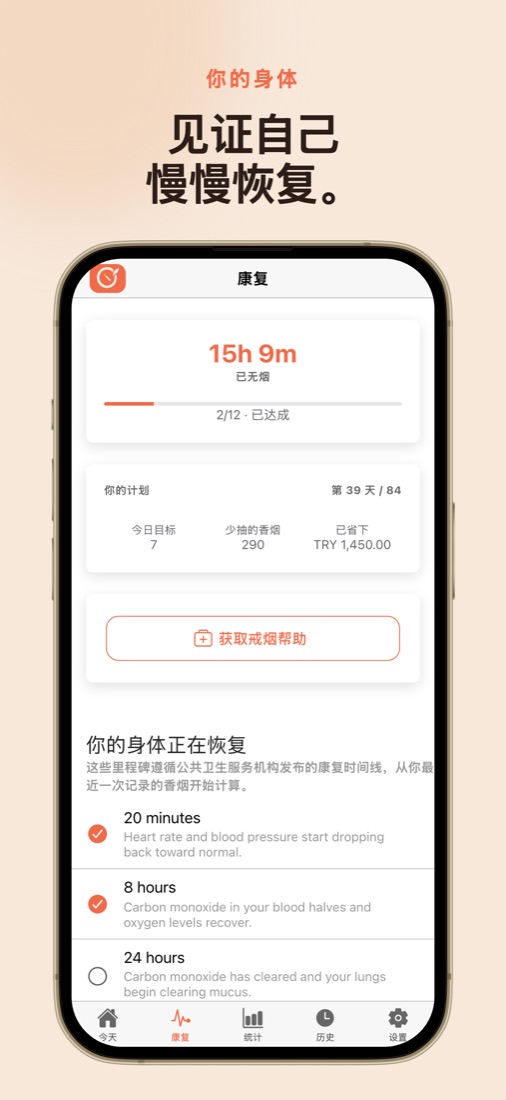 你的身体
见证自己
慢慢恢复。
康复
15h 9m
已无烟
2/12 · 已达成
你的计划
第 39 天 / 84
今日目标
少抽的香烟
已省下
7
290
TRY 1,450.00
获取戒烟帮助
你的身体正在恢复
这些里程碑遵循公共卫生服务机构发布的康复时间线，从你最
近一次记录的香烟开始计算。
20 minutes
Heart rate and blood pressure start dropping
back toward normal.
8 hours
Carbon monoxide in your blood halves and
oxygen levels recover.
24 hours
Carbon monoxide has cleared and your lungs
begin clearing mucus.
今天
康复
统计
历史
设置